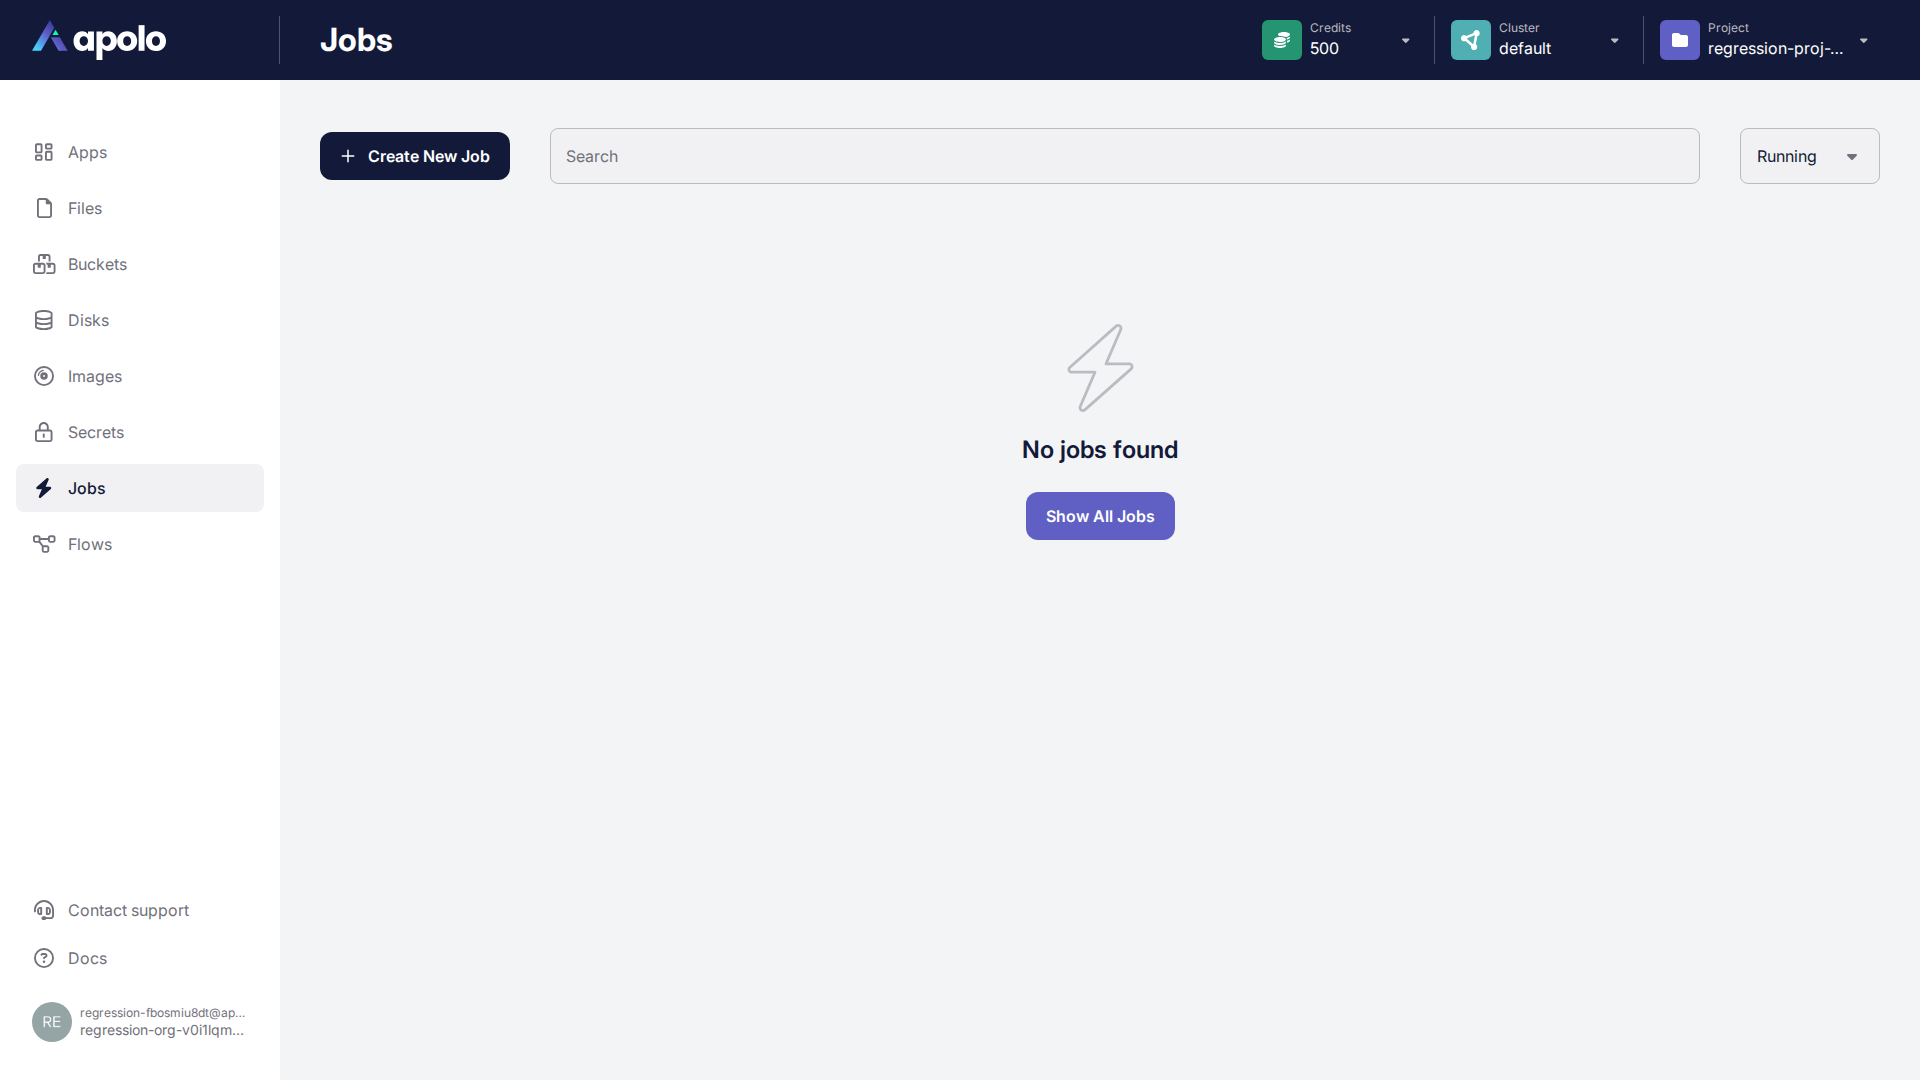 apolo
Jobs
Credits
500
Cluster
default
Project
regression-proj-...
Apps
Files
Buckets
Disks
Images
Secrets
Jobs
Flows
Create New Job
Search
Running
No jobs found
Show All Jobs
Contact support
Docs
RE
regression-fbosmiu8dt@ap...
regression-org-v0i1lqm...